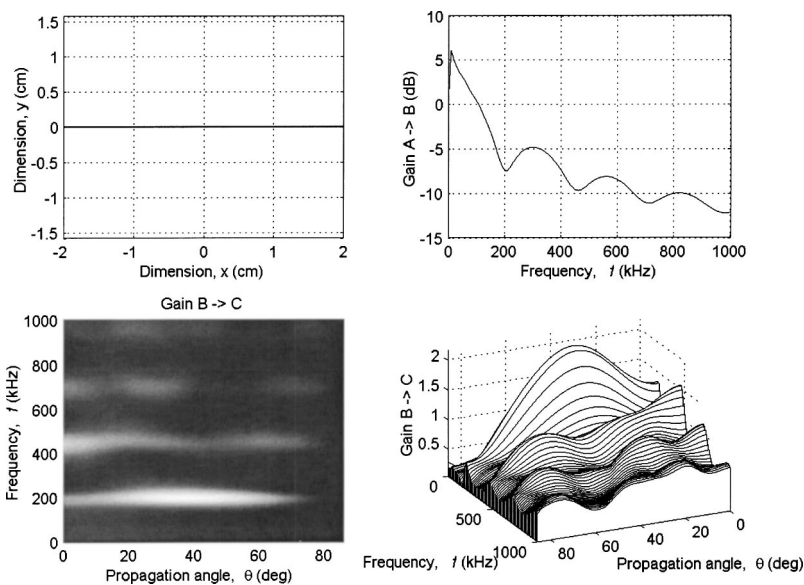 1.5
1
0.5
0
-0.5
-1
-1.5
-2 -1 0 1 2
Dimension, y (cm)
Dimension, x (cm)
10
5
0
-5
-10
-15
0 200 400 600 800 1000
Gain A -> B (dB)
Frequency, f (kHz)
Gain B -> C
1000
800
600
400
200
0
0 20 40 60 80
Frequency, f (kHz)
Propagation angle, θ (deg)
2
1.5
1
0.5
0
Gain B -> C
0
500
1000
80 60 40 20 0
Frequency, f (kHz)
Propagation angle, θ (deg)